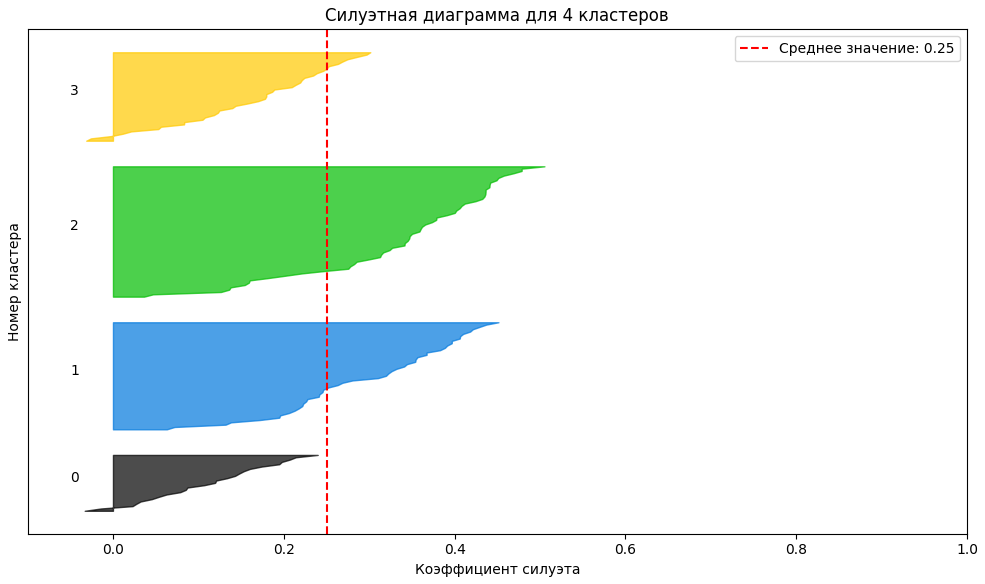 Силуэтная диаграмма для 4 кластеров
Среднее значение: 0.25
3
2
1
0
Номер кластера
0.0 0.2 0.4 0.6 0.8 1.0
Коэффициент силуэта